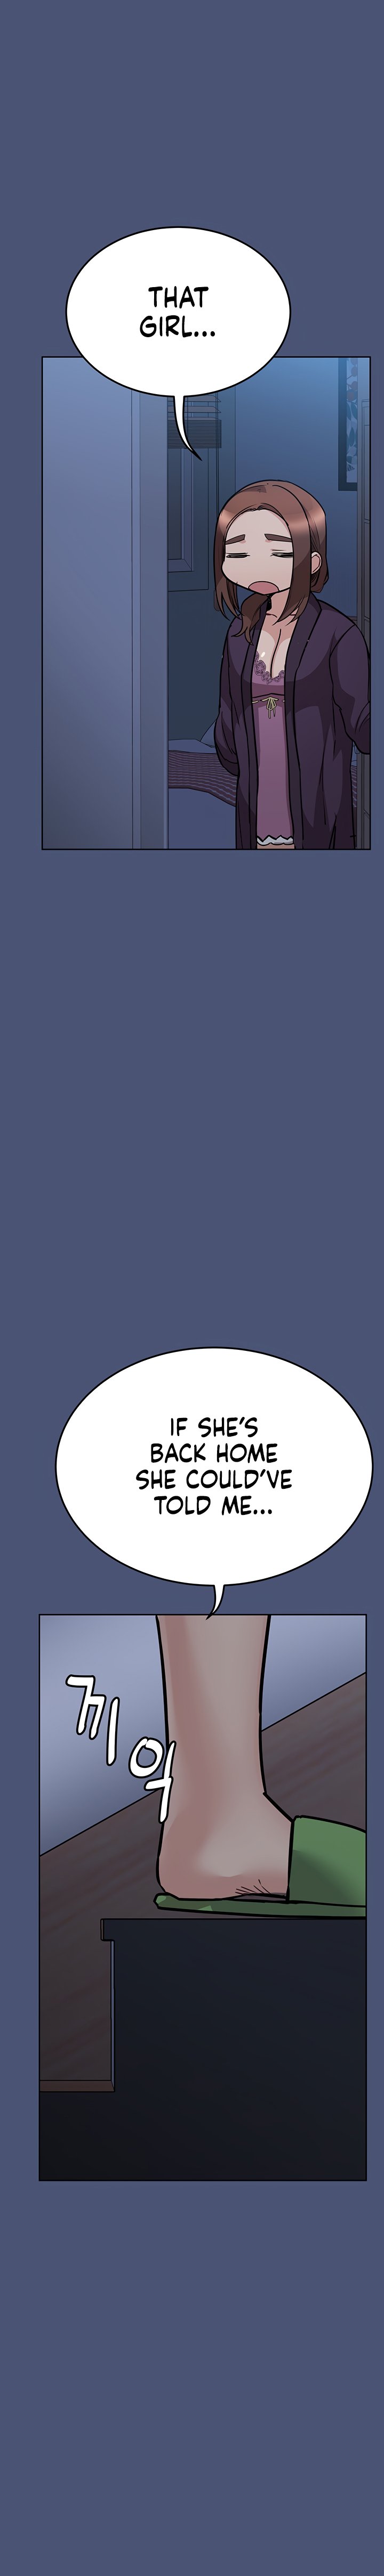 THAT
GIRL...
IF SHE'S
BACK HOME
SHE COULD'VE
TOLD ME...
끼익